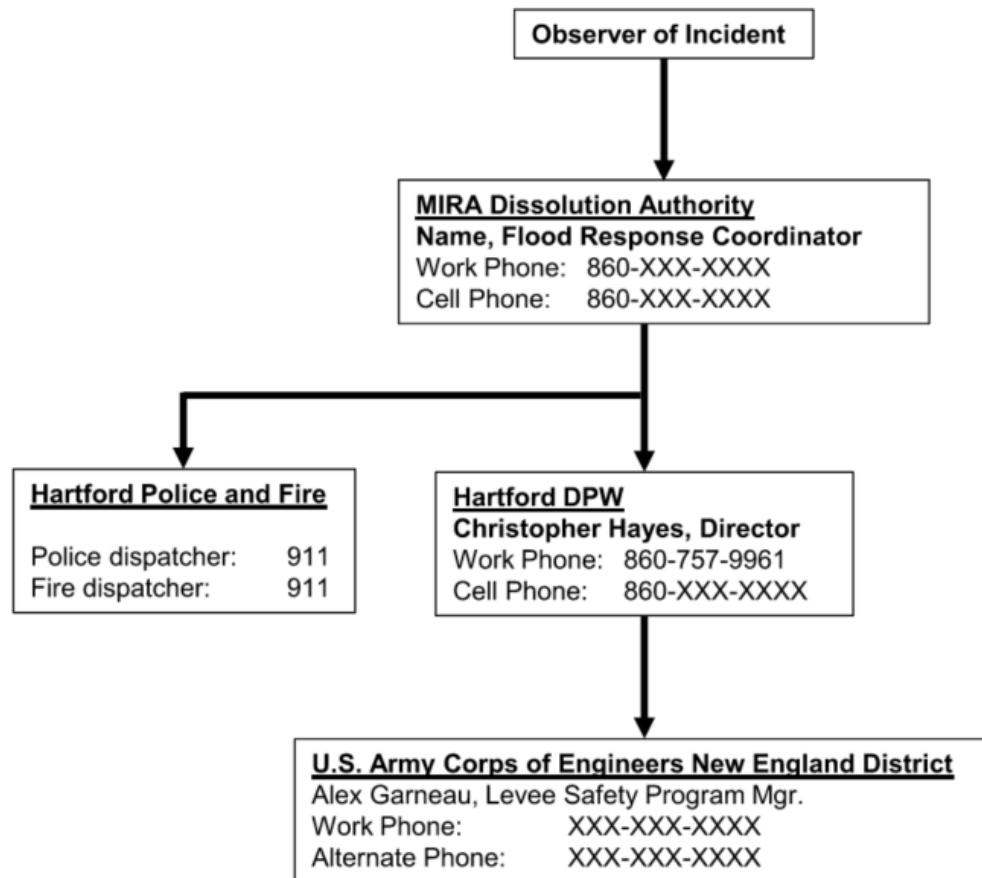 Observer of Incident
MIRA Dissolution Authority
Name, Flood Response Coordinator
Work Phone: 860-XXX-XXXX
Cell Phone: 860-XXX-XXXX
Hartford Police and Fire
Police dispatcher: 911
Fire dispatcher: 911
Hartford DPW
Christopher Hayes, Director
Work Phone: 860-757-9961
Cell Phone: 860-XXX-XXXX
U.S. Army Corps of Engineers New England District
Alex Garneau, Levee Safety Program Mgr.
Work Phone: XXX-XXX-XXXX
Alternate Phone: XXX-XXX-XXXX